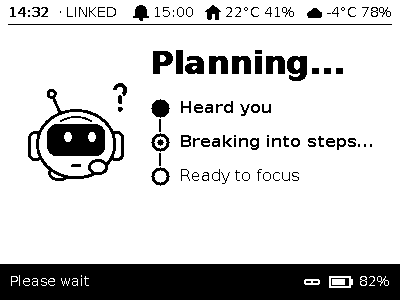 14:32 · LINKED 15:00 22°C 41% -4°C 78%
Planning...
?
Heard you
Breaking into steps...
Ready to focus
Please wait 82%